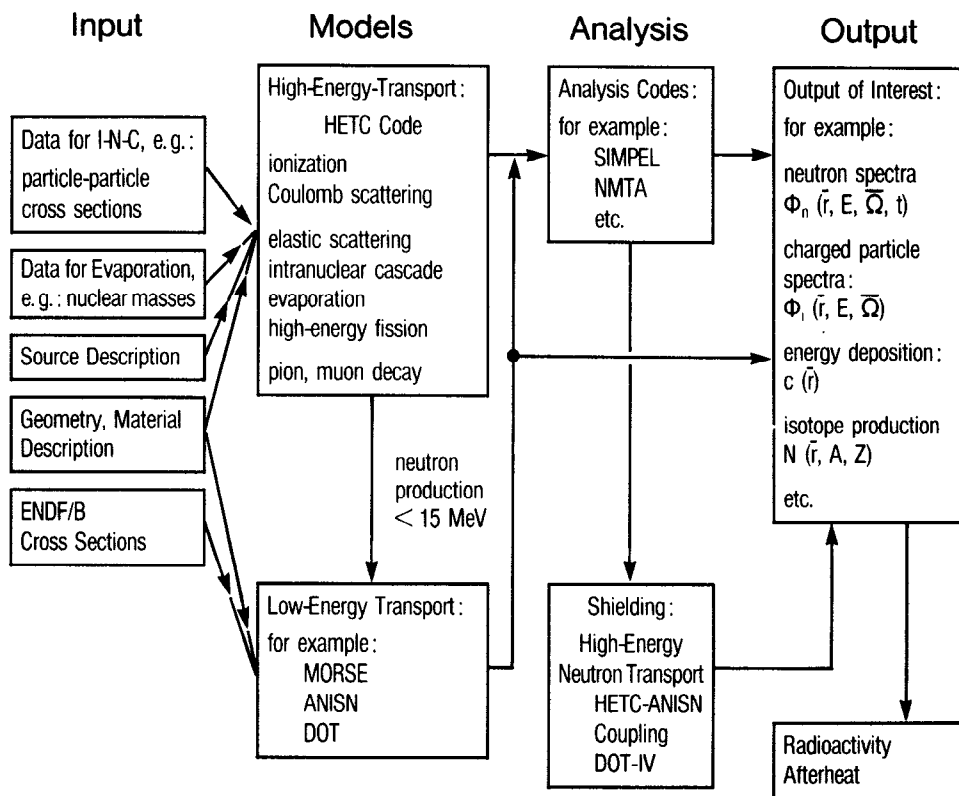 Input
Models
Analysis
Output
Data for I-N-C, e.g.:
particle-particle
cross sections
Data for Evaporation,
e.g.: nuclear masses
Source Description
Geometry, Material
Description
ENDF/B
Cross Sections
High-Energy-Transport:
HETC Code
ionization
Coulomb scattering
elastic scattering
intranuclear cascade
evaporation
high-energy fission
pion, muon decay
neutron
production
< 15 MeV
Low-Energy Transport:
for example:
MORSE
ANISN
DOT
Analysis Codes:
for example:
SIMPEL
NMTA
etc.
Shielding:
High-Energy
Neutron Transport
HETC-ANISN
Coupling
DOT-IV
Output of Interest:
for example:
neutron spectra
Φn (r̄, E, Ω̄, t)
charged particle
spectra:
Φi (r̄, E, Ω̄)
energy deposition:
c (r̄)
isotope production
N (r̄, A, Z)
etc.
Radioactivity
Afterheat